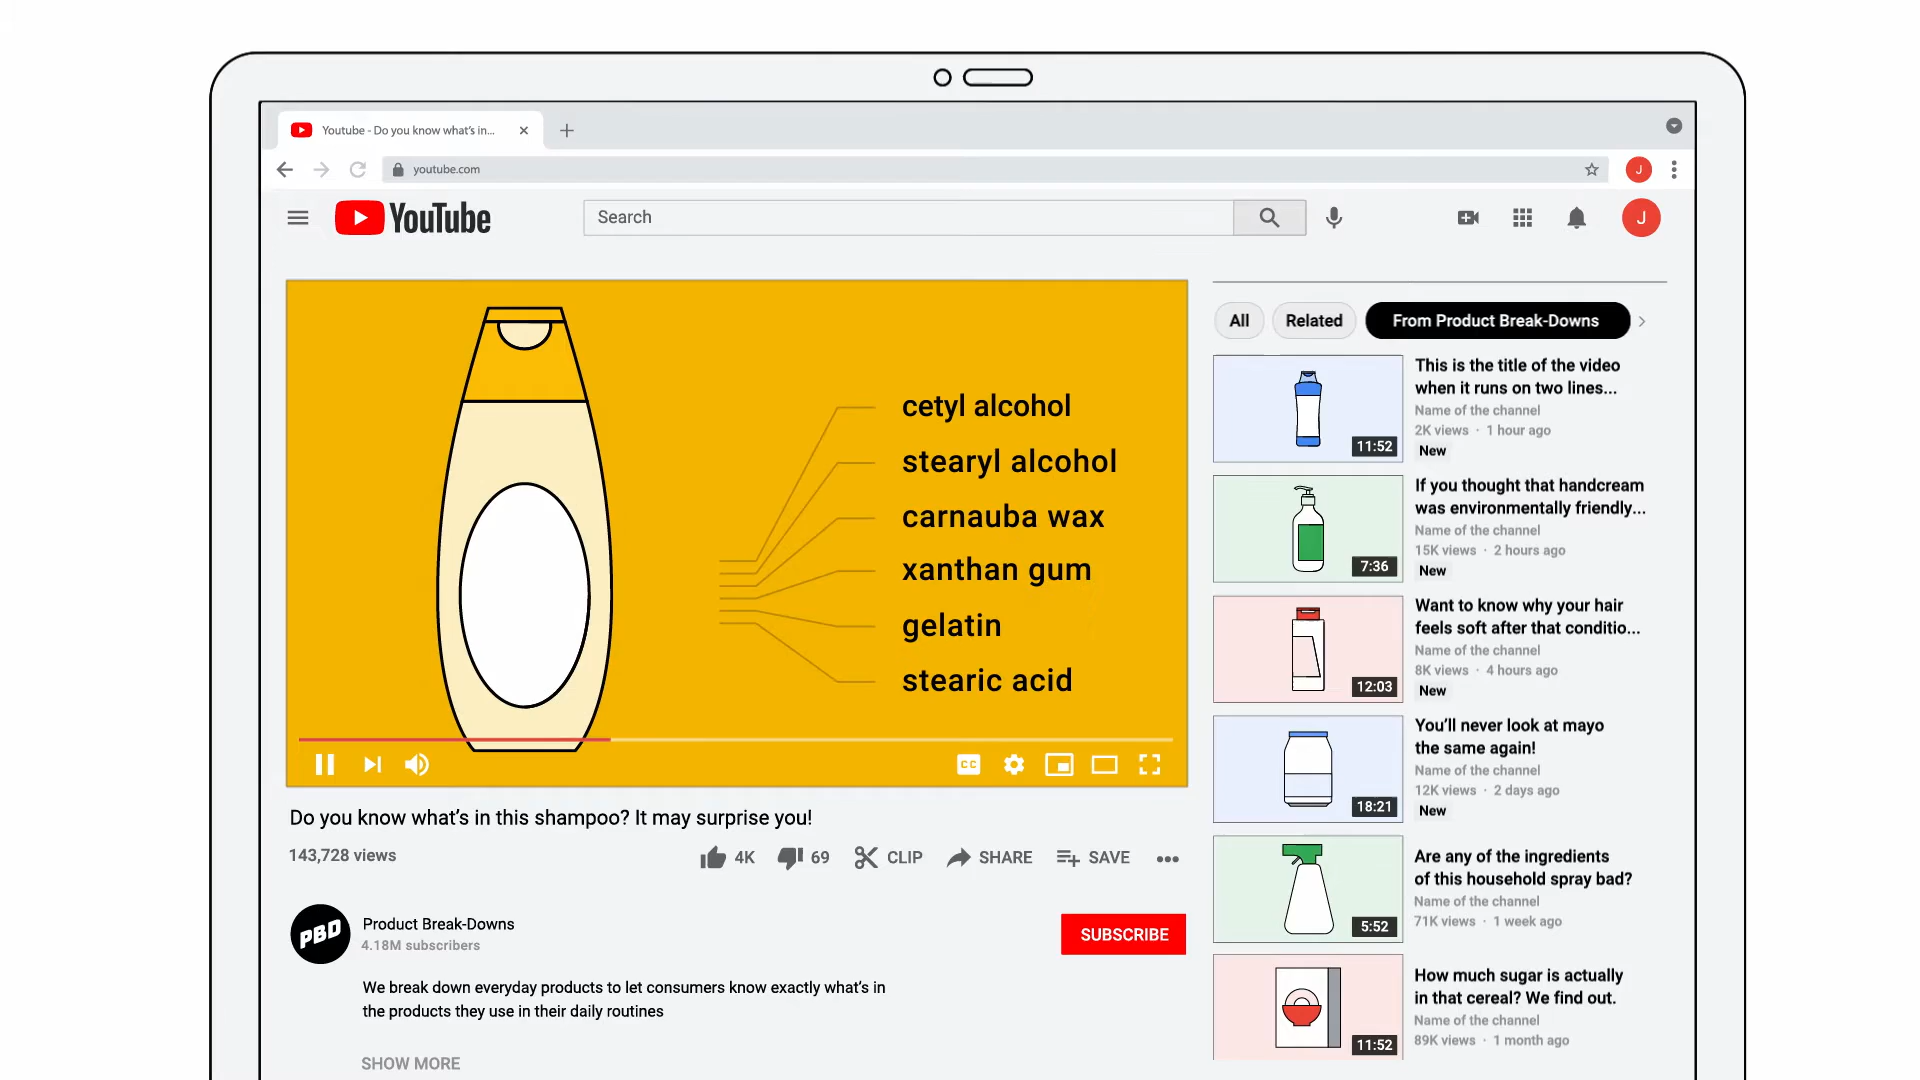 Youtube - Do you know what's in...
youtube.com
J
YouTube
Search
J
cetyl alcohol
stearyl alcohol
carnauba wax
xanthan gum
gelatin
stearic acid
CC
Do you know what's in this shampoo? It may surprise you!
143,728 views
4K
69
CLIP
SHARE
SAVE
PBD
Product Break-Downs
4.18M subscribers
SUBSCRIBE
We break down everyday products to let consumers know exactly what's in
the products they use in their daily routines
SHOW MORE
All
Related
From Product Break-Downs
11:52
This is the title of the video
when it runs on two lines...
Name of the channel
2K views · 1 hour ago
New
7:36
If you thought that handcream
was environmentally friendly...
Name of the channel
15K views · 2 hours ago
New
12:03
Want to know why your hair
feels soft after that conditio...
Name of the channel
8K views · 4 hours ago
New
18:21
You'll never look at mayo
the same again!
Name of the channel
12K views · 2 days ago
New
5:52
Are any of the ingredients
of this household spray bad?
Name of the channel
71K views · 1 week ago
11:52
How much sugar is actually
in that cereal? We find out.
Name of the channel
89K views · 1 month ago